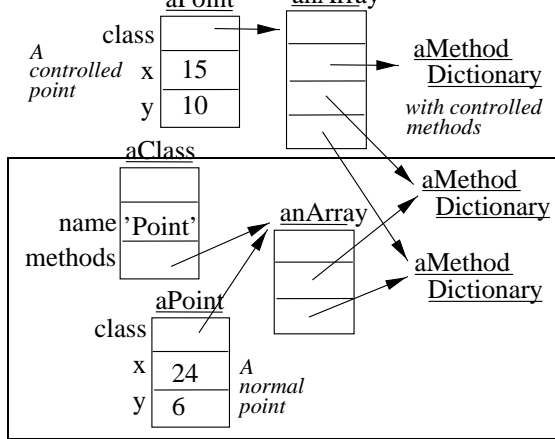 aPoint
anArray
class
A
controlled
point
x 15
y 10
aMethod
Dictionary
with controlled
methods
aClass
name 'Point'
methods
anArray
aMethod
Dictionary
aMethod
Dictionary
aPoint
class
x 24
y 6
A
normal
point